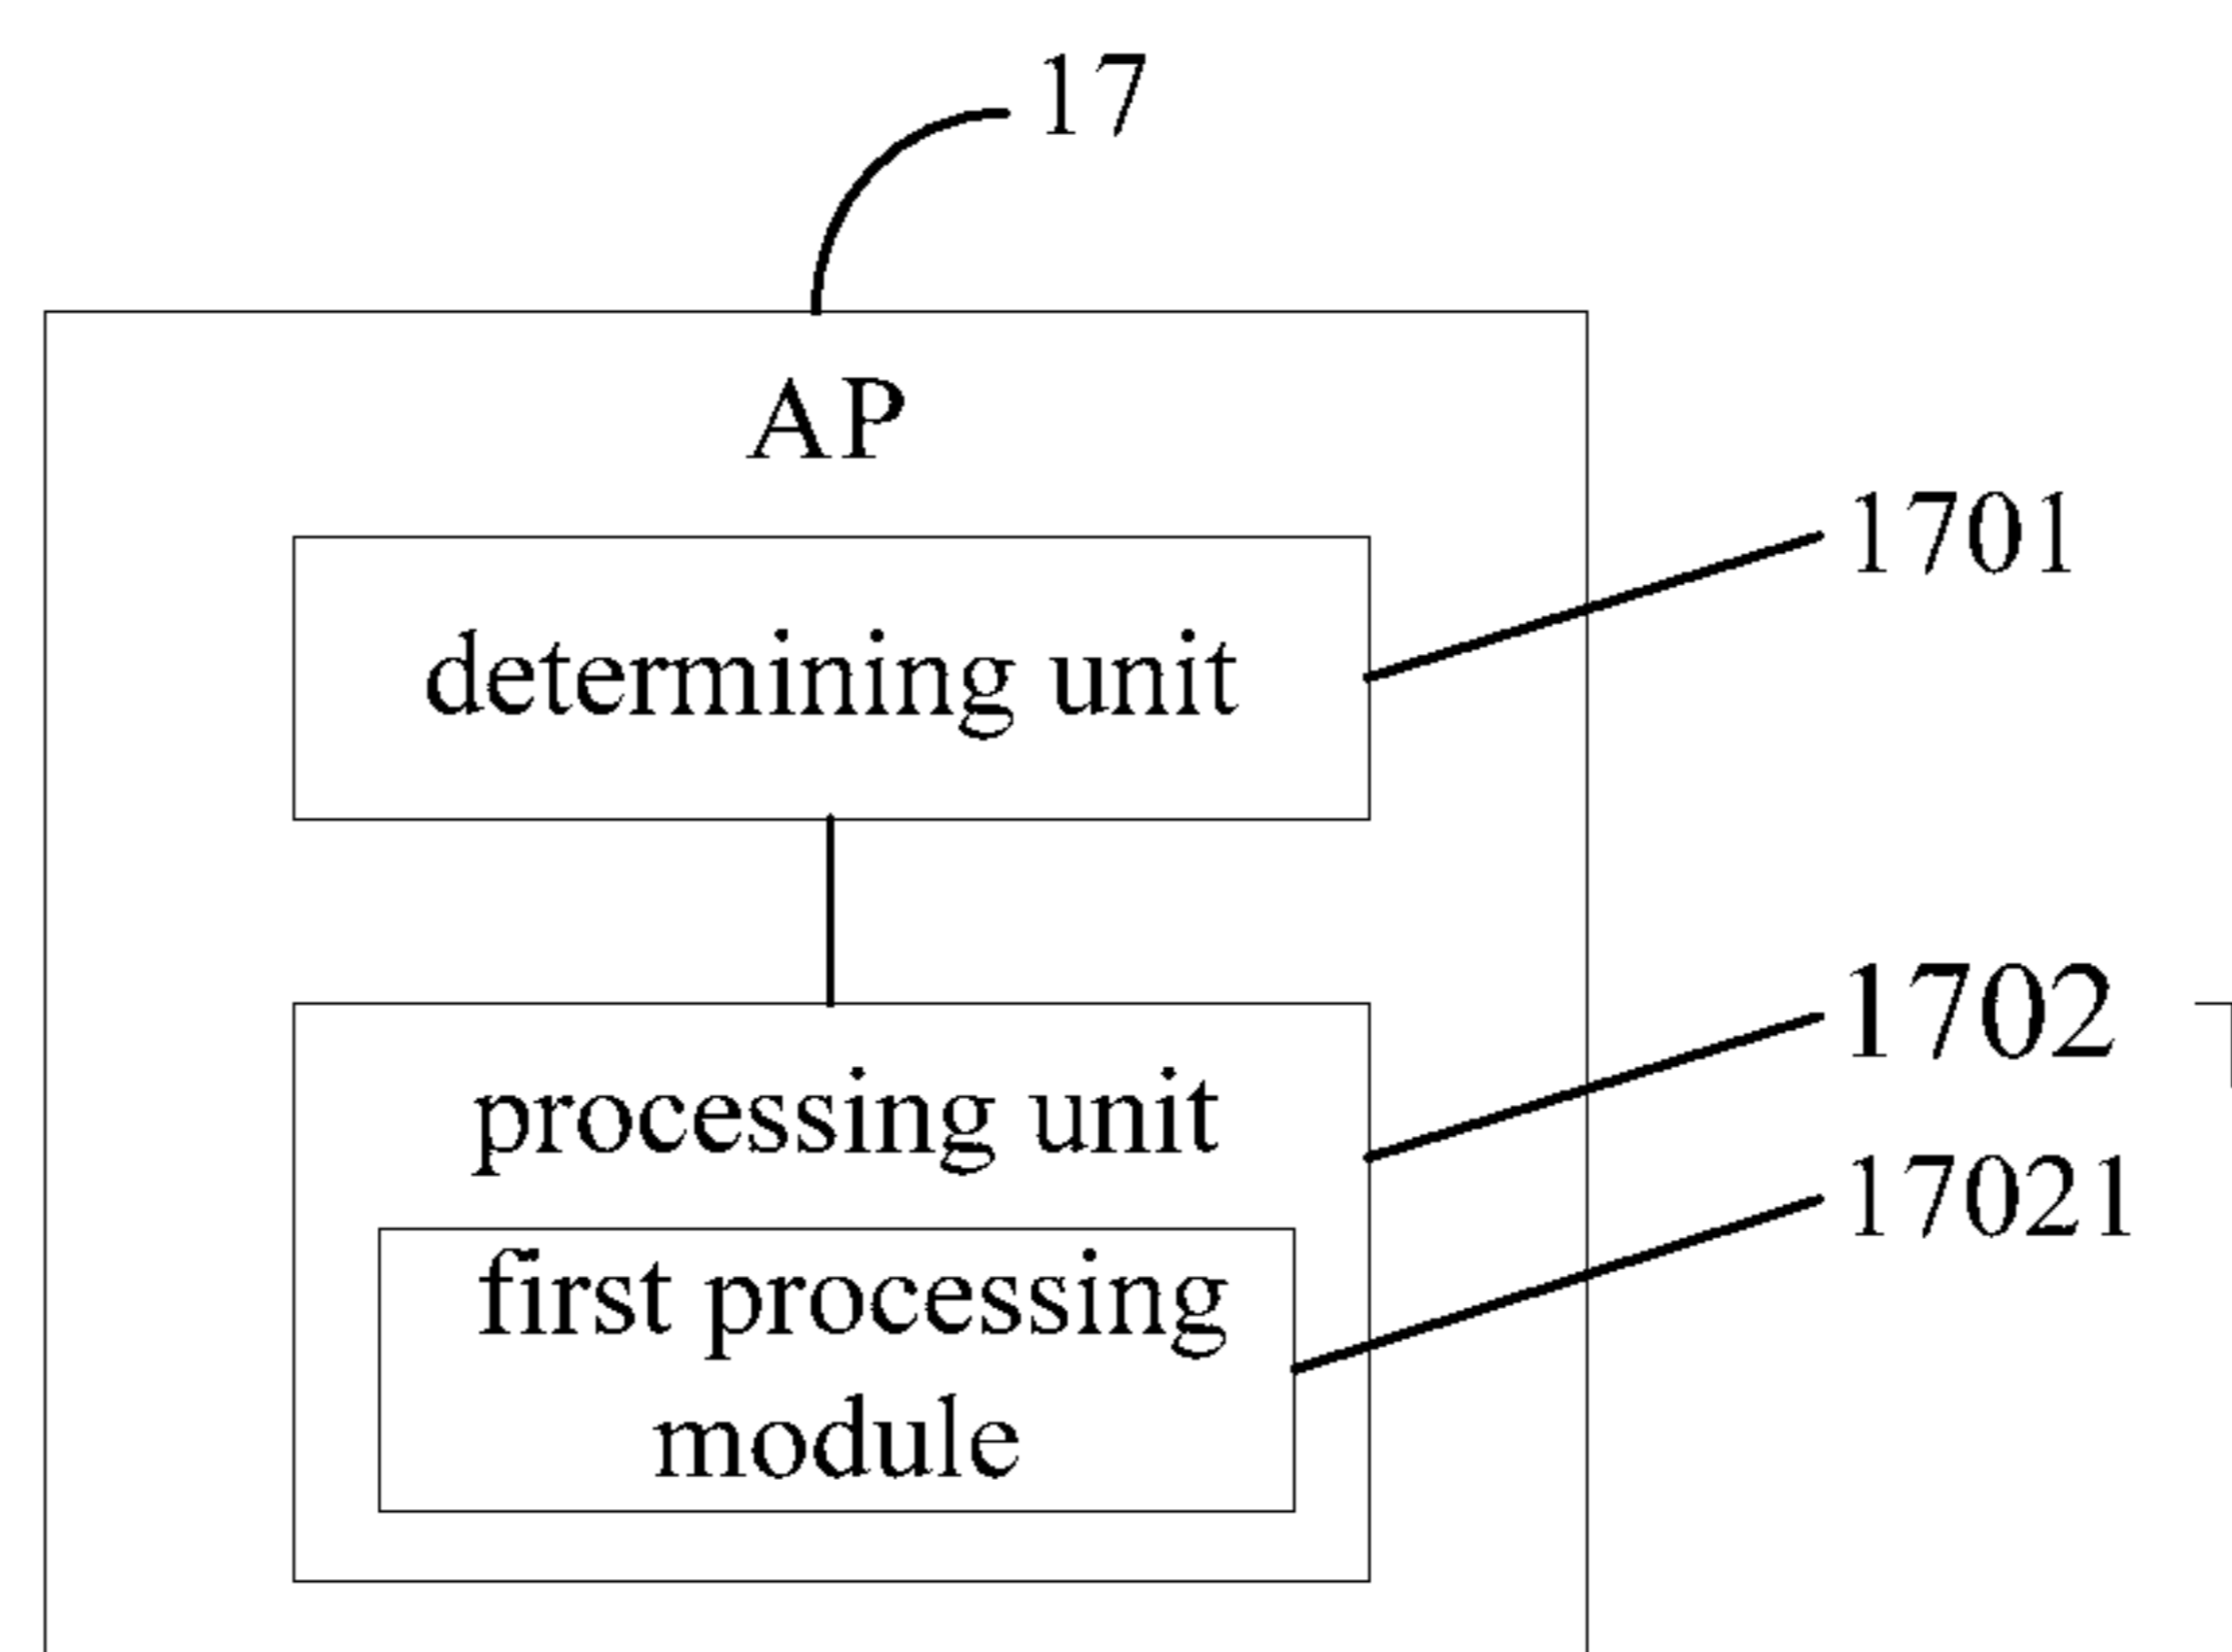 17
AP
1701
determining unit
1702
processing unit
17021
first processing
module